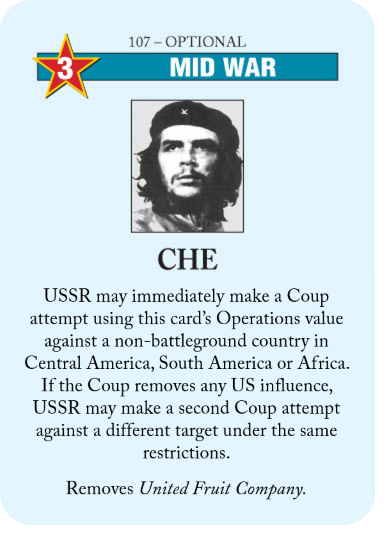 107 – OPTIONAL
3 MID WAR
CHE
USSR may immediately make a Coup
attempt using this card's Operations value
against a non-battleground country in
Central America, South America or Africa.
If the Coup removes any US influence,
USSR may make a second Coup attempt
against a different target under the same
restrictions.
Removes United Fruit Company.